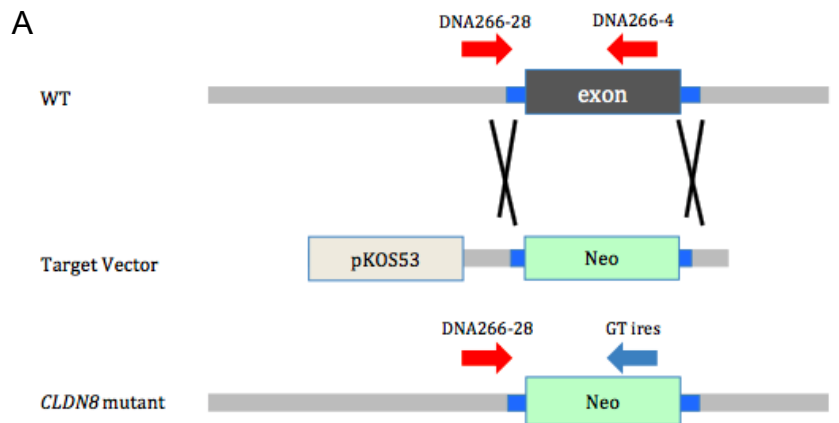 A
DNA266-28 DNA266-4
WT exon
pKOS53 Neo
Target Vector
DNA266-28 GT ires
CLDN8 mutant Neo